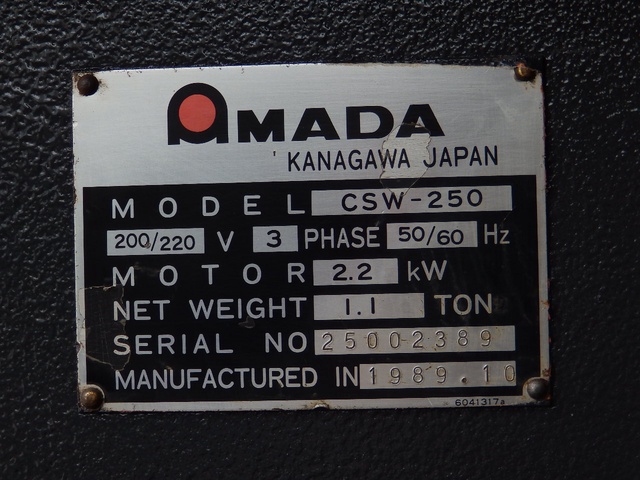 AMADA
KANAGAWA JAPAN
MODEL CSW-250
200/220 V 3 PHASE 50/60 Hz
MOTOR 2.2 kW
NET WEIGHT 1.1 TON
SERIAL NO 25002389
MANUFACTURED IN 1989.10
6041317a